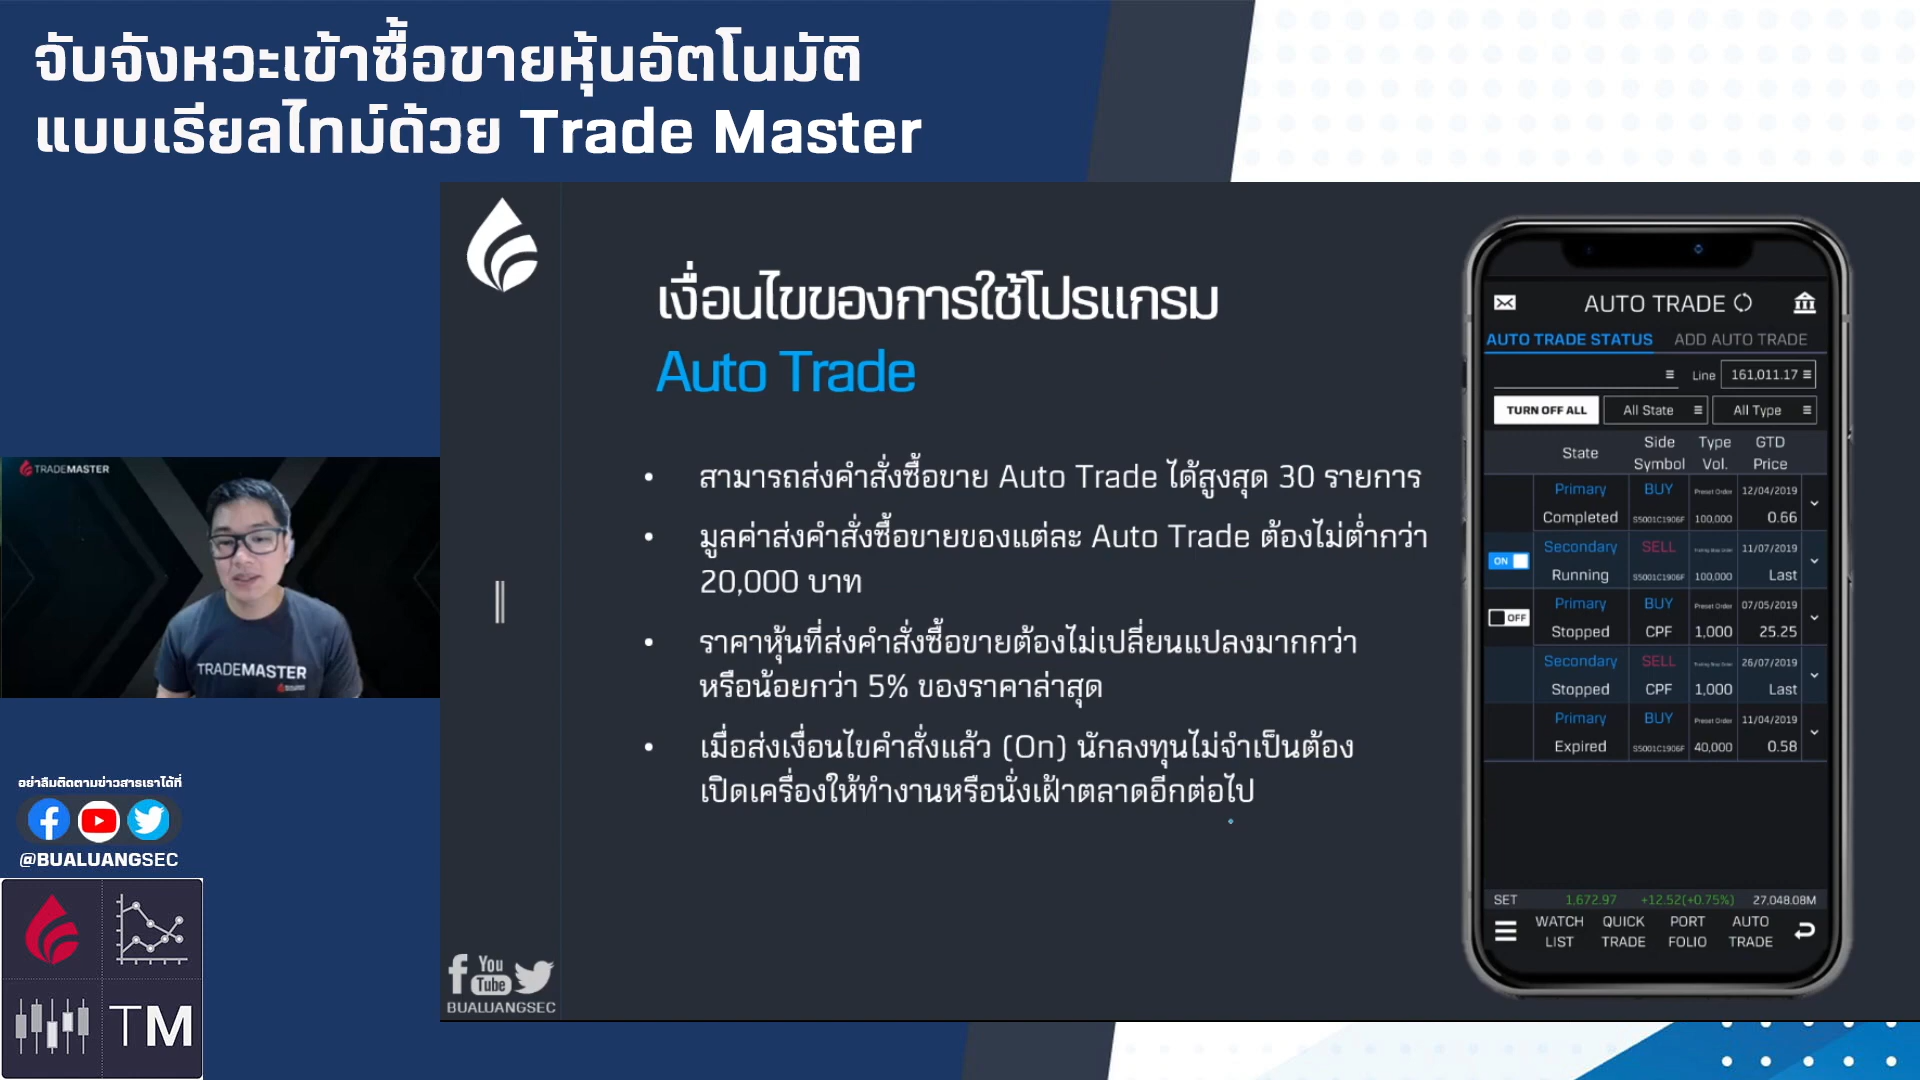 จับจังหวะเข้าซื้อขายหุ้นอัตโนมัติ
แบบเรียลไทม์ด้วย Trade Master
TRADEMASTER
TRADEMASTER
อย่าลืมติดตามข่าวสารเราได้ที่
@BUALUANGSEC
TM
เงื่อนไขของการใช้โปรแกรม
Auto Trade
• สามารถส่งคำสั่งซื้อขาย Auto Trade ได้สูงสุด 30 รายการ
• มูลค่าส่งคำสั่งซื้อขายของแต่ละ Auto Trade ต้องไม่ต่ำกว่า
20,000 บาท
• ราคาหุ้นที่ส่งคำสั่งซื้อขายต้องไม่เปลี่ยนแปลงมากกว่า
หรือน้อยกว่า 5% ของราคาล่าสุด
• เมื่อส่งเงื่อนไขคำสั่งแล้ว (On) นักลงทุนไม่จำเป็นต้อง
เปิดเครื่องให้ทำงานหรือนั่งเฝ้าตลาดอีกต่อไป
You
Tube
BUALUANGSEC
AUTO TRADE
AUTO TRADE STATUS ADD AUTO TRADE
Line 161,011.17
TURN OFF ALL All State All Type
State Side Type GTD
Symbol Vol. Price
Primary BUY Preset Order 12/04/2019
Completed S5001C1906F 100,000 0.66
Secondary SELL 11/07/2019
ON Running S5001C1906F 100,000 Last
Primary BUY Preset Order 07/05/2019
OFF Stopped CPF 1,000 25.25
Secondary SELL 26/07/2019
Stopped CPF 1,000 Last
Primary BUY Preset Order 11/04/2019
Expired S5001C1906F 40,000 0.58
SET 1,672.97 +12.52(+0.75%) 27,048.08M
WATCH QUICK PORT AUTO
LIST TRADE FOLIO TRADE